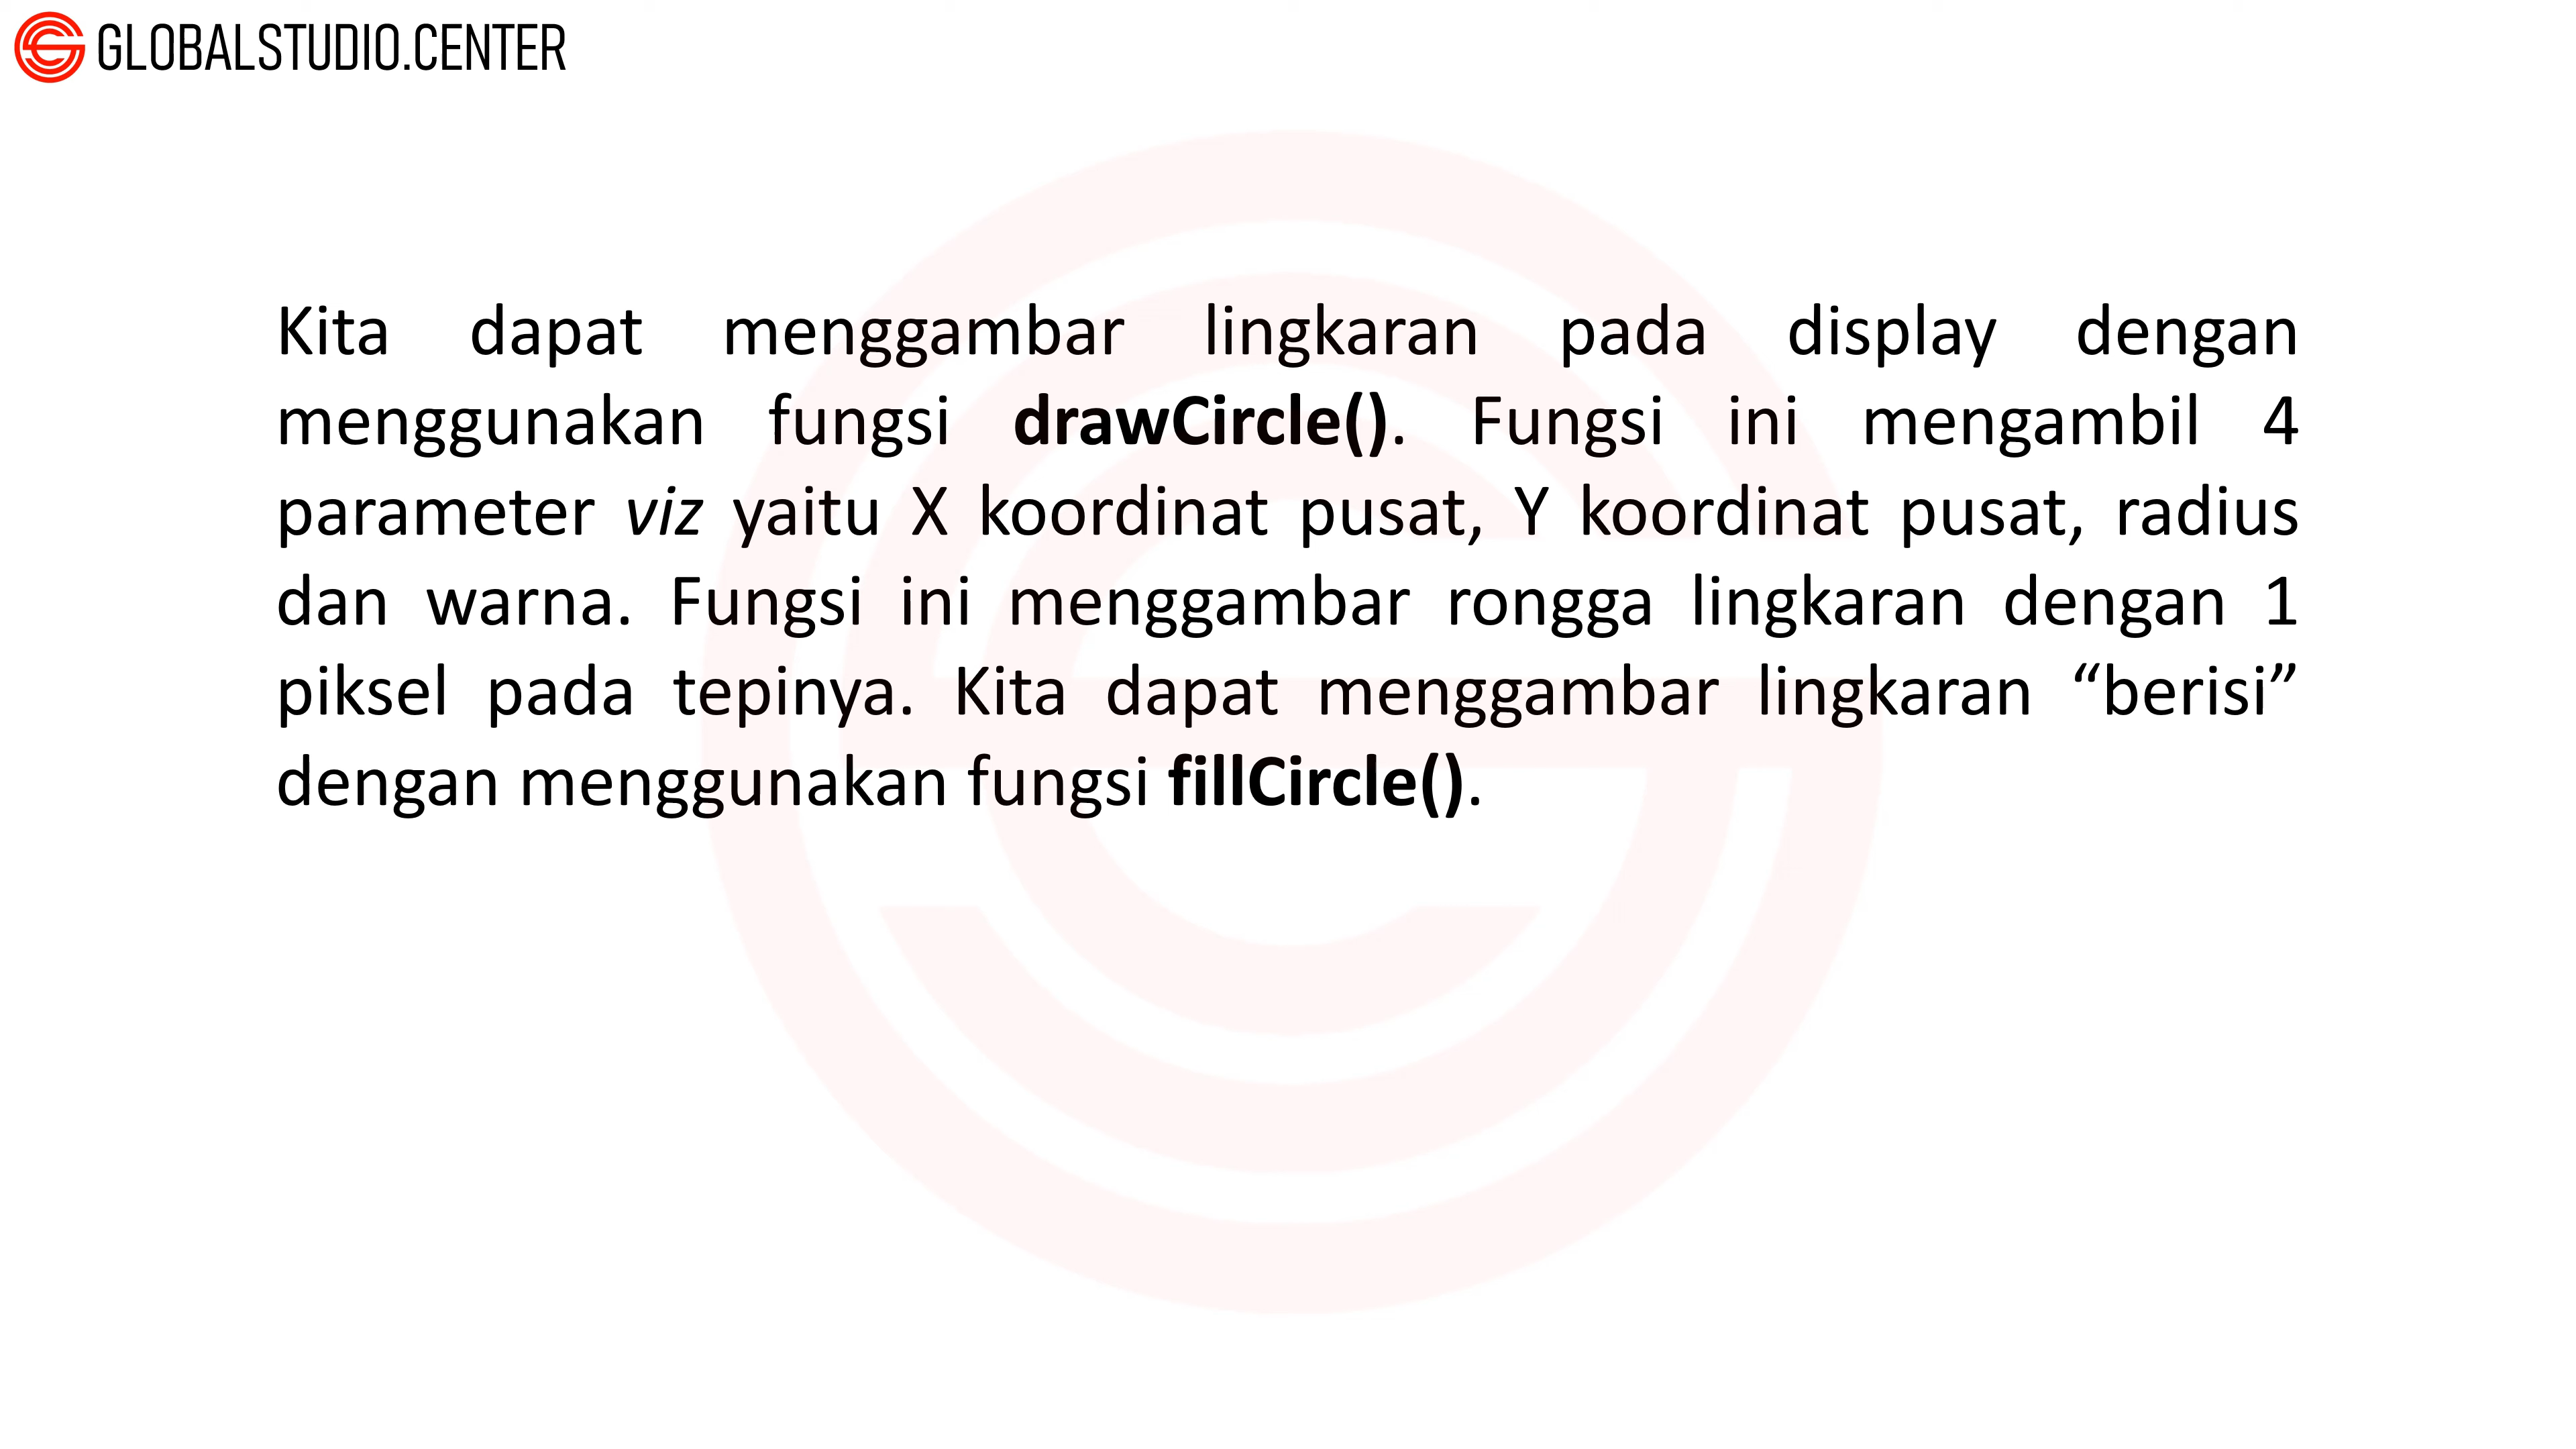 GLOBALSTUDIO.CENTER
Kita dapat menggambar lingkaran pada display dengan
menggunakan fungsi drawCircle(). Fungsi ini mengambil 4
parameter viz yaitu X koordinat pusat, Y koordinat pusat, radius
dan warna. Fungsi ini menggambar rongga lingkaran dengan 1
piksel pada tepinya. Kita dapat menggambar lingkaran “berisi”
dengan menggunakan fungsi fillCircle().